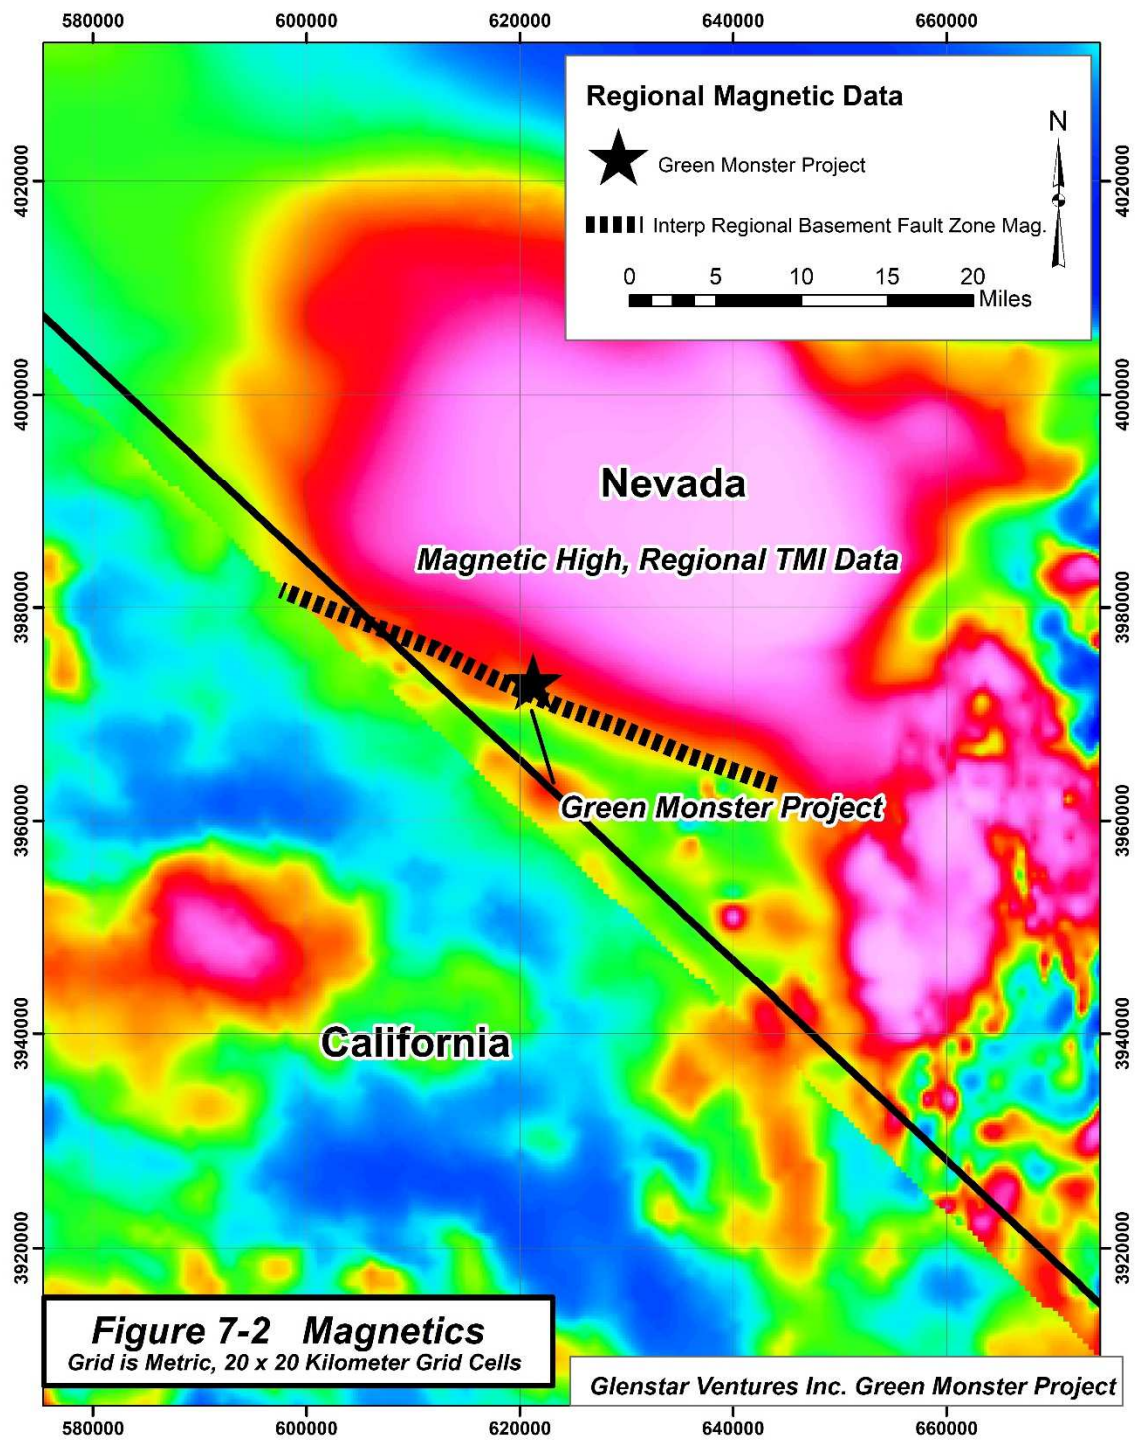 580000 600000 620000 640000 660000
Regional Magnetic Data
N
Green Monster Project
Interp Regional Basement Fault Zone Mag.
0 5 10 15 20
Miles
4020000 4020000
4000000 4000000
Nevada
Magnetic High, Regional TMI Data
3980000 3980000
Green Monster Project
3960000 3960000
California
3940000 3940000
3920000 3920000
Figure 7-2 Magnetics
Grid is Metric, 20 x 20 Kilometer Grid Cells
Glenstar Ventures Inc. Green Monster Project
580000 600000 620000 640000 660000